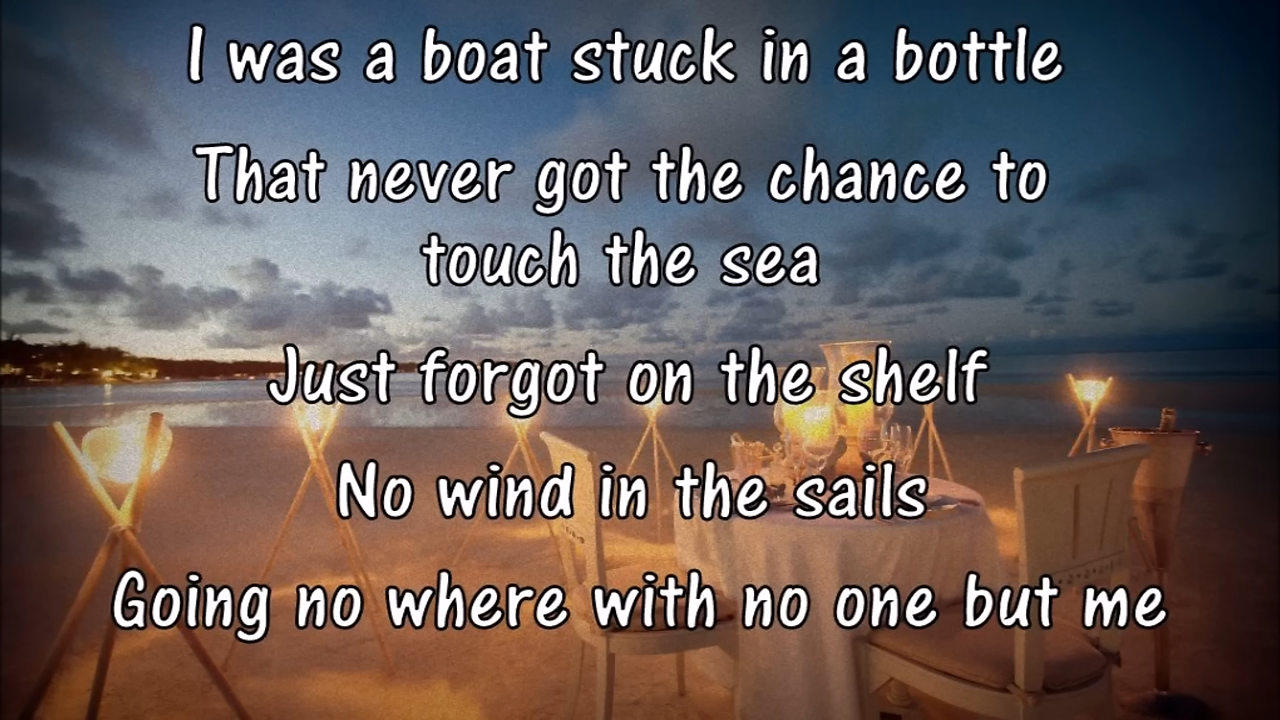 I was a boat stuck in a bottle
That never got the chance to
touch the sea
Just forgot on the shelf
No wind in the sails
Going no where with no one but me